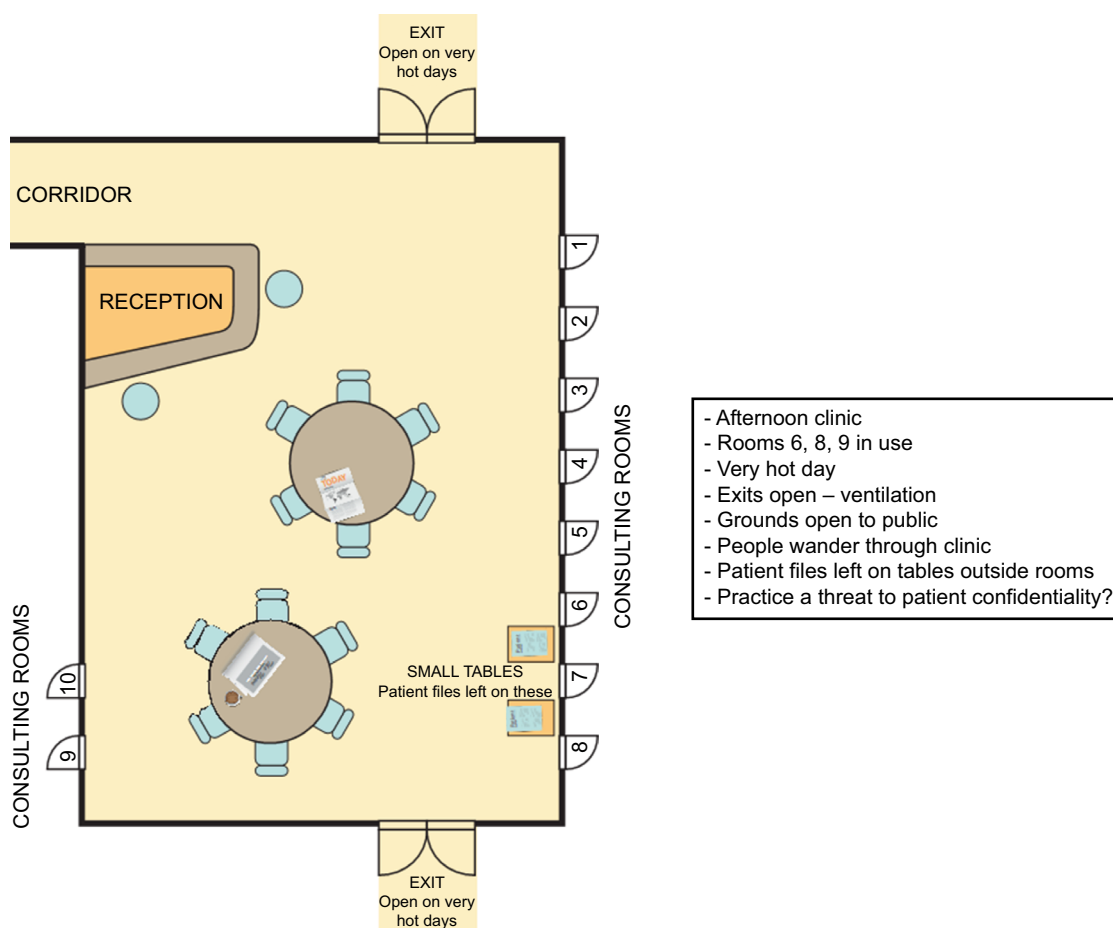 EXIT
Open on very
hot days
CORRIDOR
RECEPTION
1
2
3
4
5
6
7
8
CONSULTING ROOMS
TODAY
SMALL TABLES
Patient files left on these
10
9
CONSULTING ROOMS
EXIT
Open on very
hot days
- Afternoon clinic
- Rooms 6, 8, 9 in use
- Very hot day
- Exits open – ventilation
- Grounds open to public
- People wander through clinic
- Patient files left on tables outside rooms
- Practice a threat to patient confidentiality?